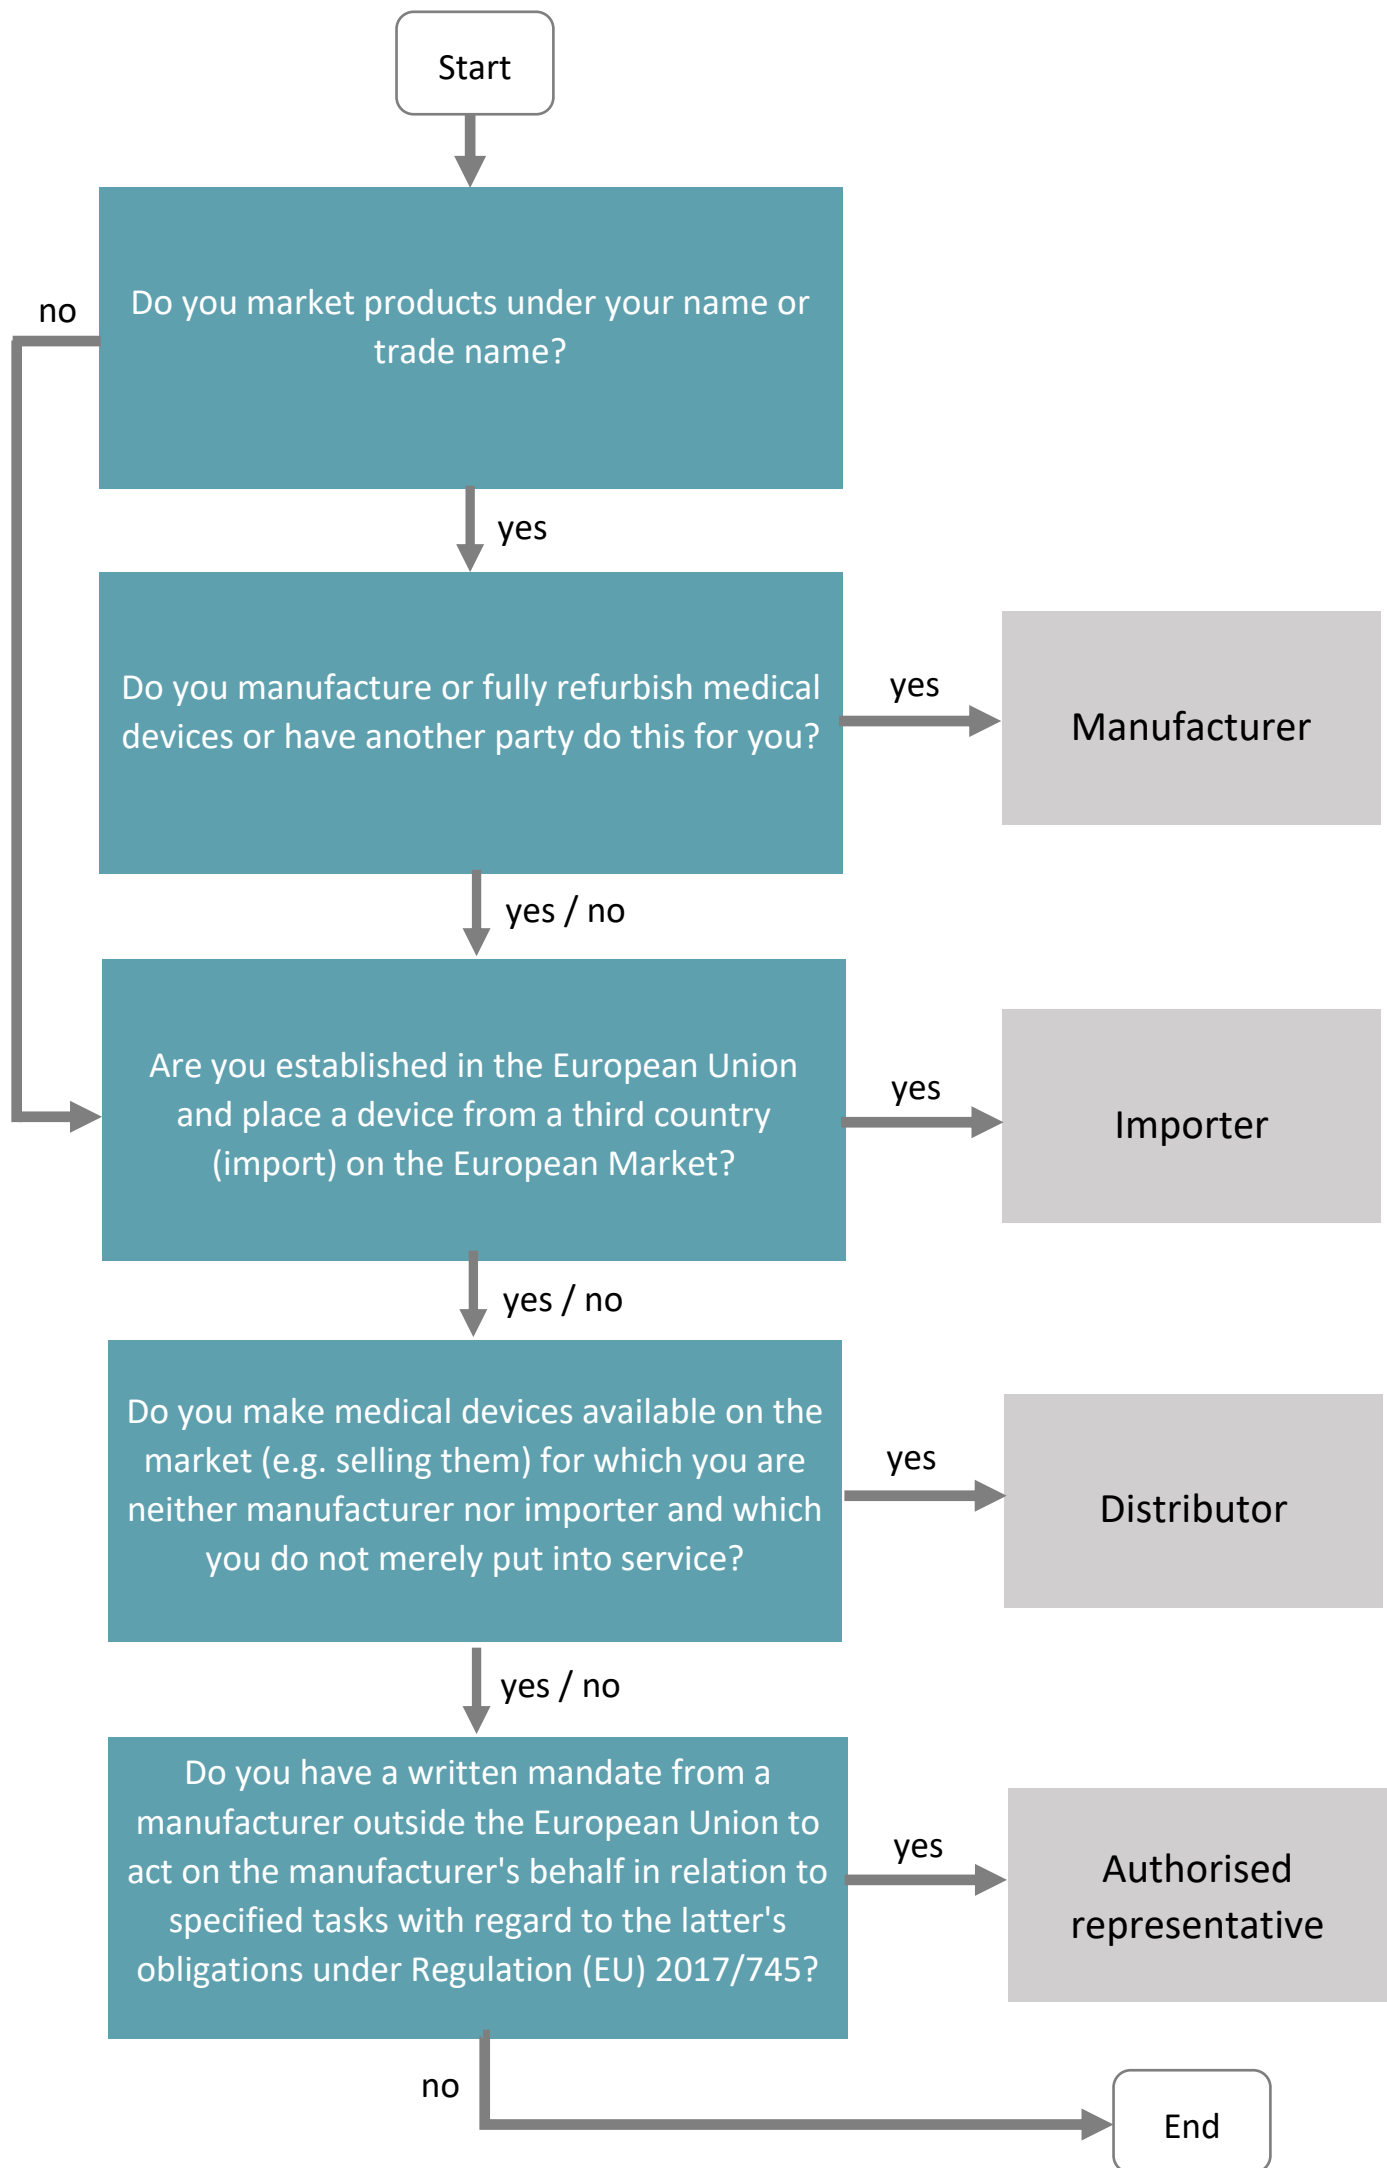 Start
no
Do you market products under your name or
trade name?
yes
Do you manufacture or fully refurbish medical
devices or have another party do this for you?
yes
Manufacturer
yes / no
Are you established in the European Union
and place a device from a third country
(import) on the European Market?
yes
Importer
yes / no
Do you make medical devices available on the
market (e.g. selling them) for which you are
neither manufacturer nor importer and which
you do not merely put into service?
yes
Distributor
yes / no
Do you have a written mandate from a
manufacturer outside the European Union to
act on the manufacturer's behalf in relation to
specified tasks with regard to the latter's
obligations under Regulation (EU) 2017/745?
yes
Authorised
representative
no
End